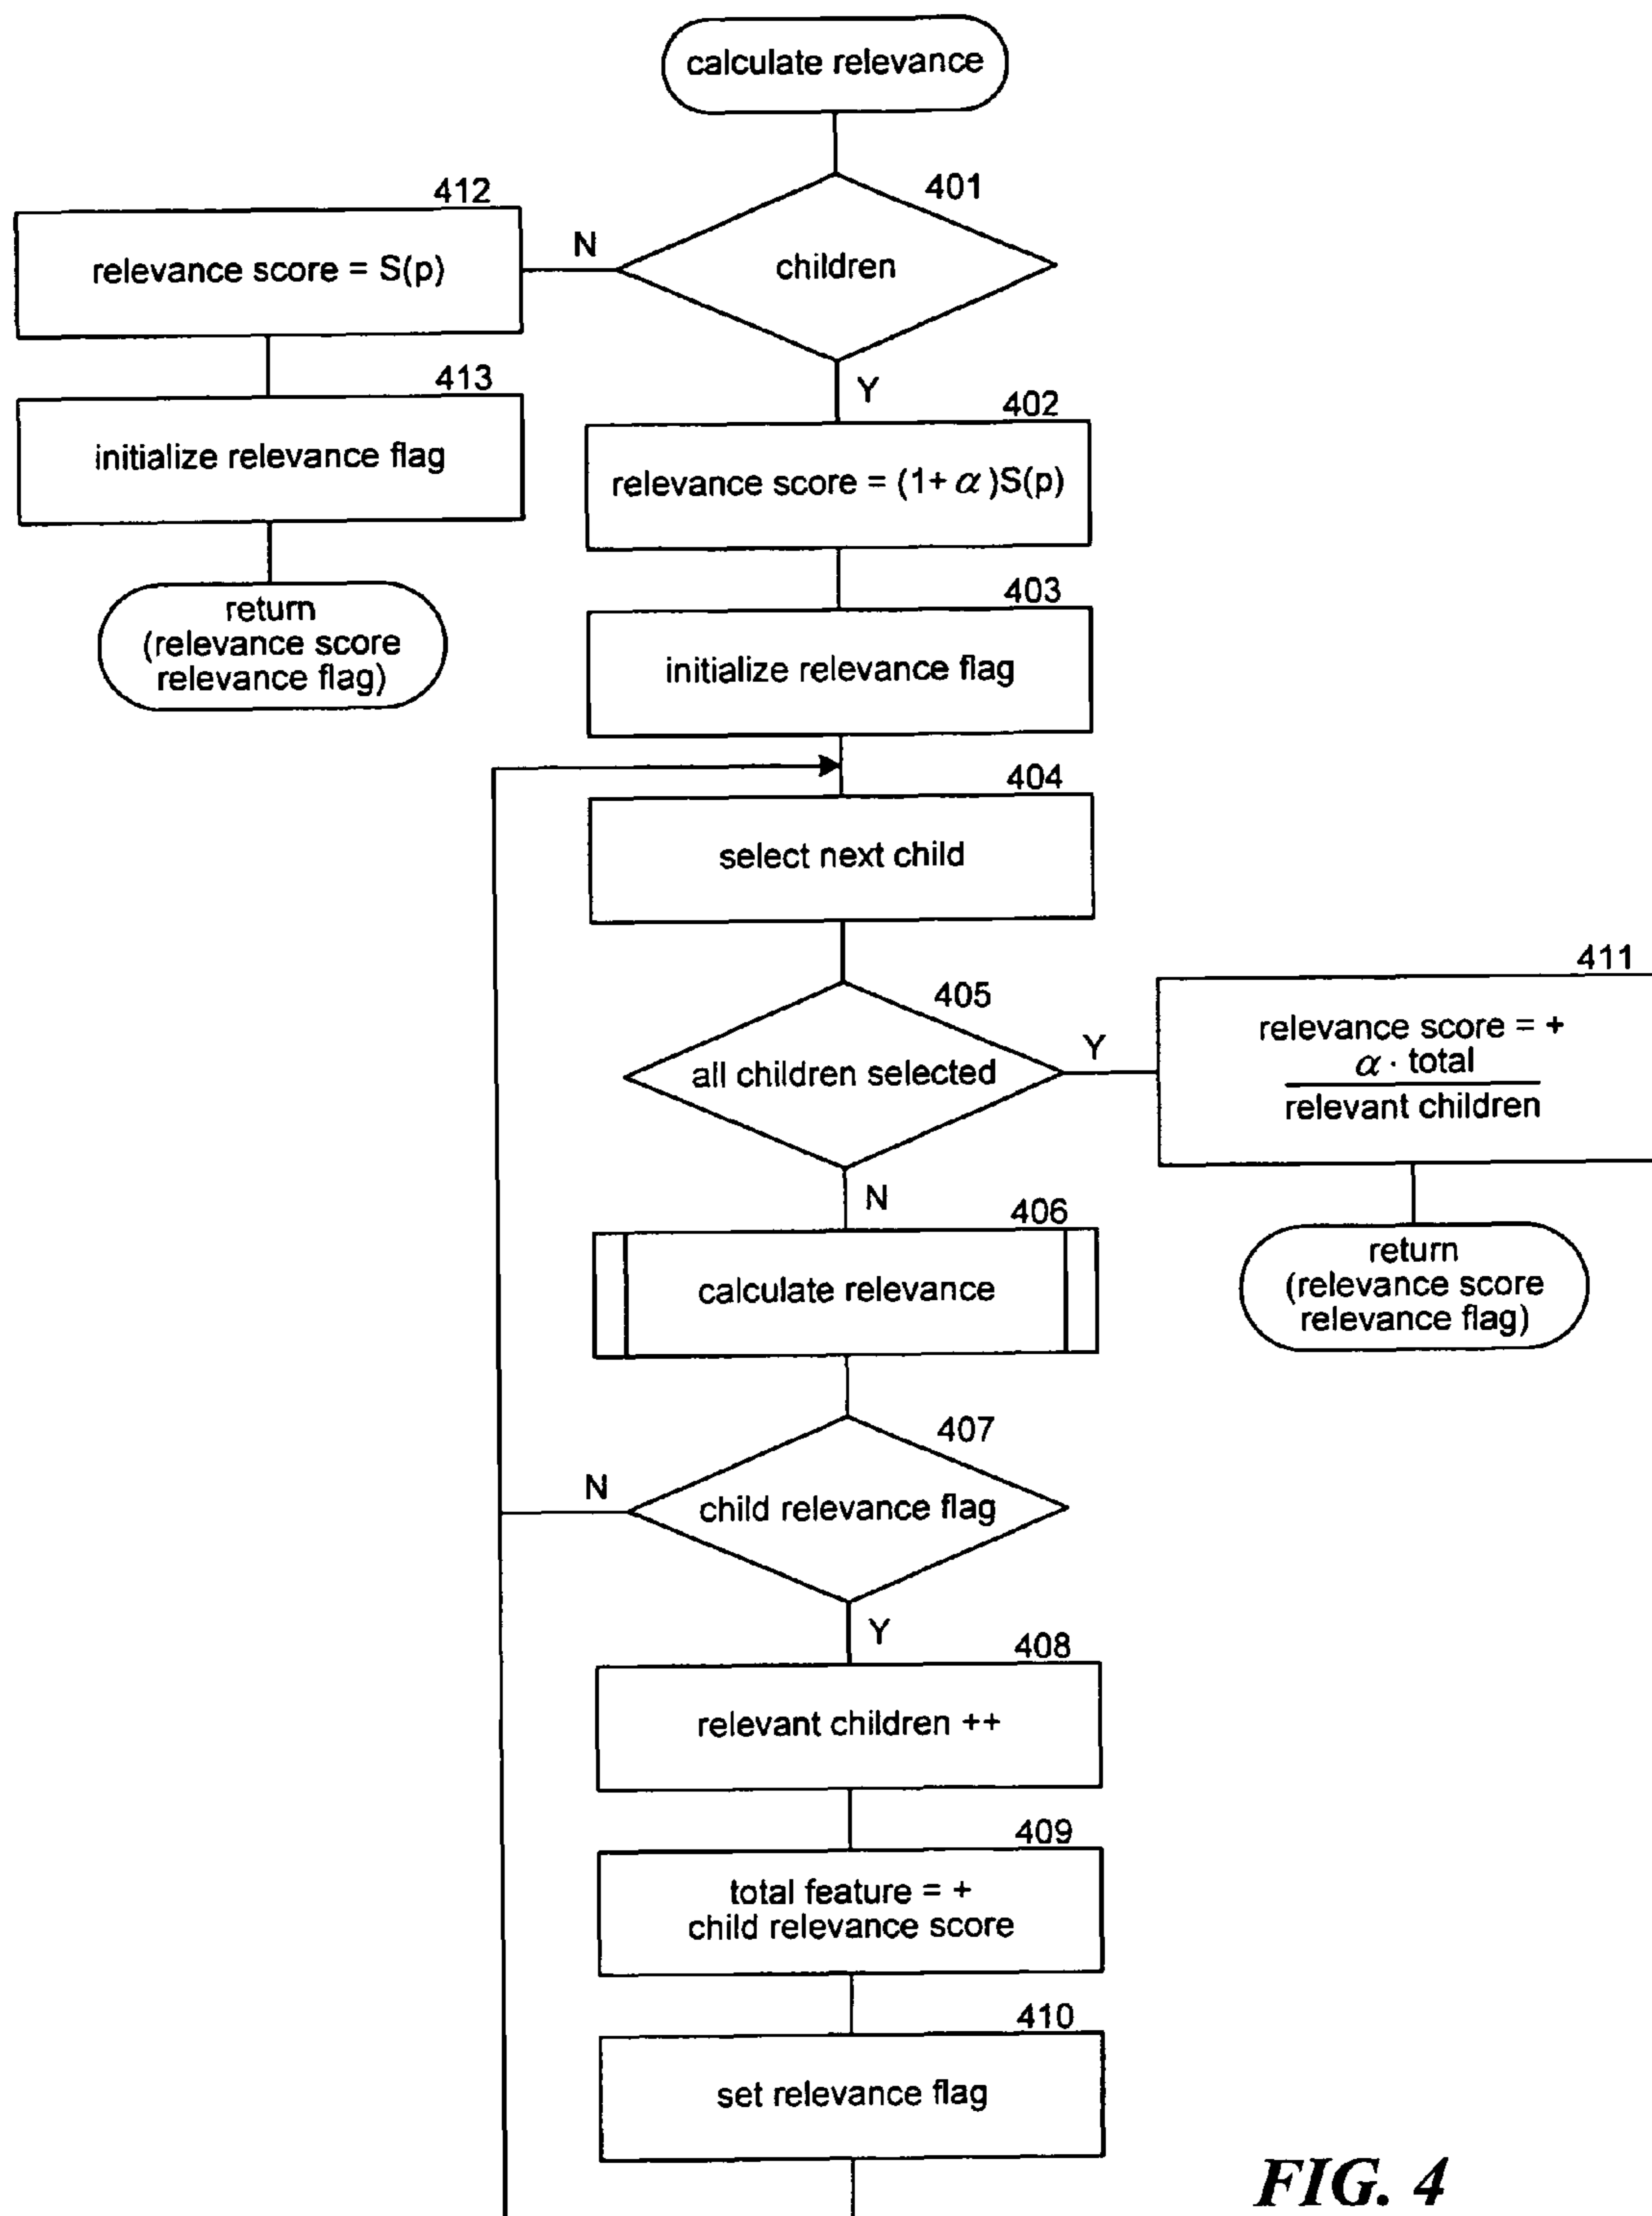 calculate relevance
401
children
N
Y
412
relevance score = S(p)
413
initialize relevance flag
return
(relevance score
relevance flag)
402
relevance score = (1+ α)S(p)
403
initialize relevance flag
404
select next child
405
all children selected
Y
N
411
relevance score = +
α · total
relevant children
return
(relevance score
relevance flag)
406
calculate relevance
407
child relevance flag
N
Y
408
relevant children ++
409
total feature = +
child relevance score
410
set relevance flag
FIG. 4